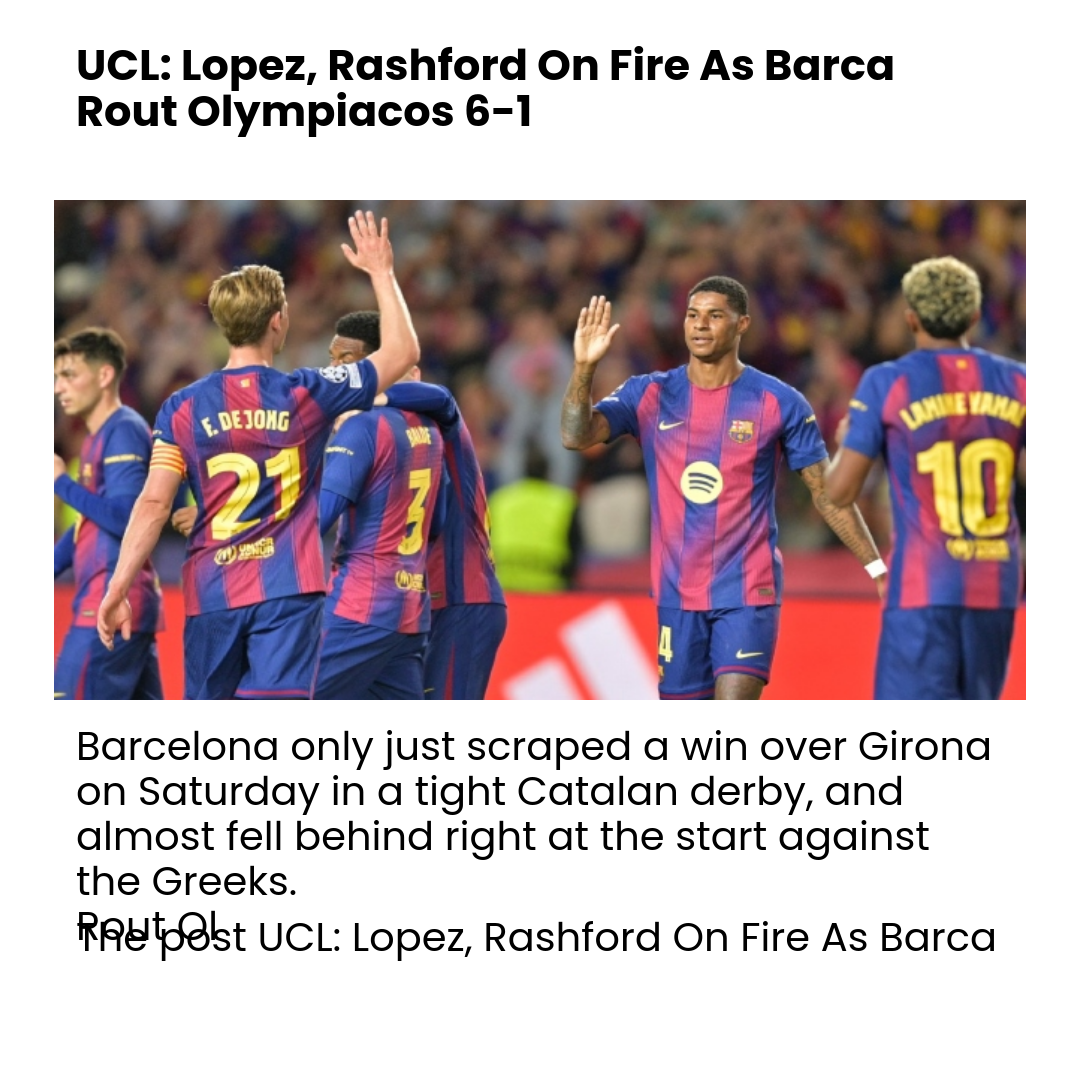 UCL: Lopez, Rashford On Fire As Barca
Rout Olympiacos 6-1
F. DE JONG
21
BALDE
3
4
LAMINE YAMAL
10
Barcelona only just scraped a win over Girona
on Saturday in a tight Catalan derby, and
almost fell behind right at the start against
the Greeks.
Rout Ol
The post UCL: Lopez, Rashford On Fire As Barca